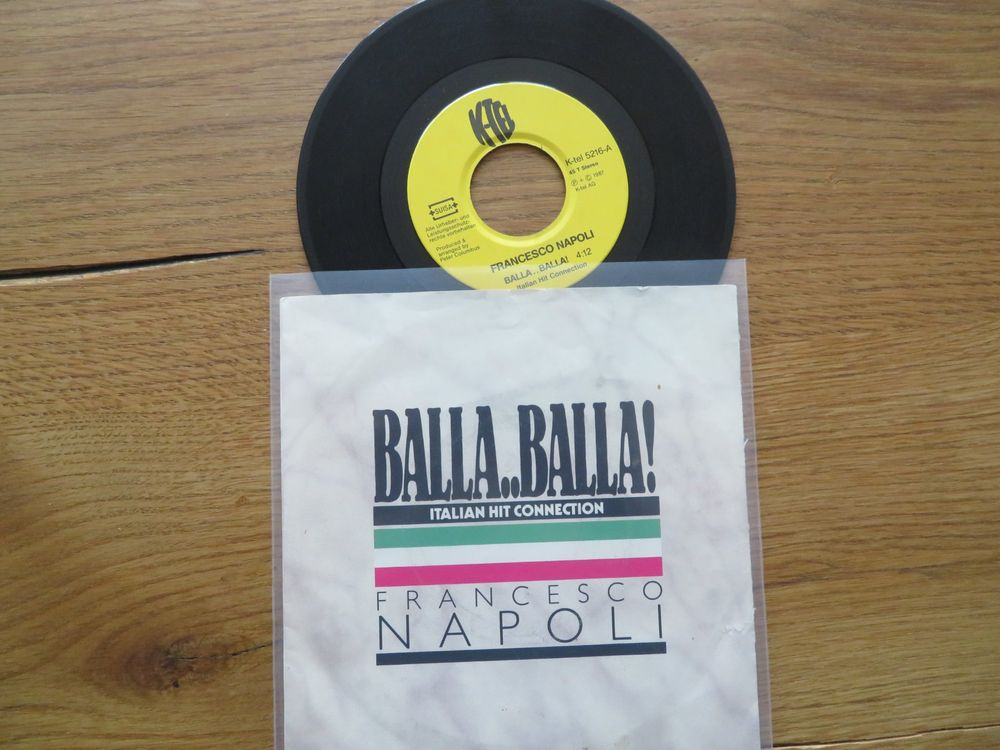 K-TEL
K-tel 5216-A
45 T Stereo
℗ + © 1987
K-tel AG
SUISA
Alle Urheber- und
Leistungsschutz-
rechte vorbehalten
Produced &
arranged by
Peter Columbus
FRANCESCO NAPOLI
BALLA..BALLA! 4:12
Italian Hit Connection
BALLA..BALLA!
ITALIAN HIT CONNECTION
FRANCESCO
NAPOLI